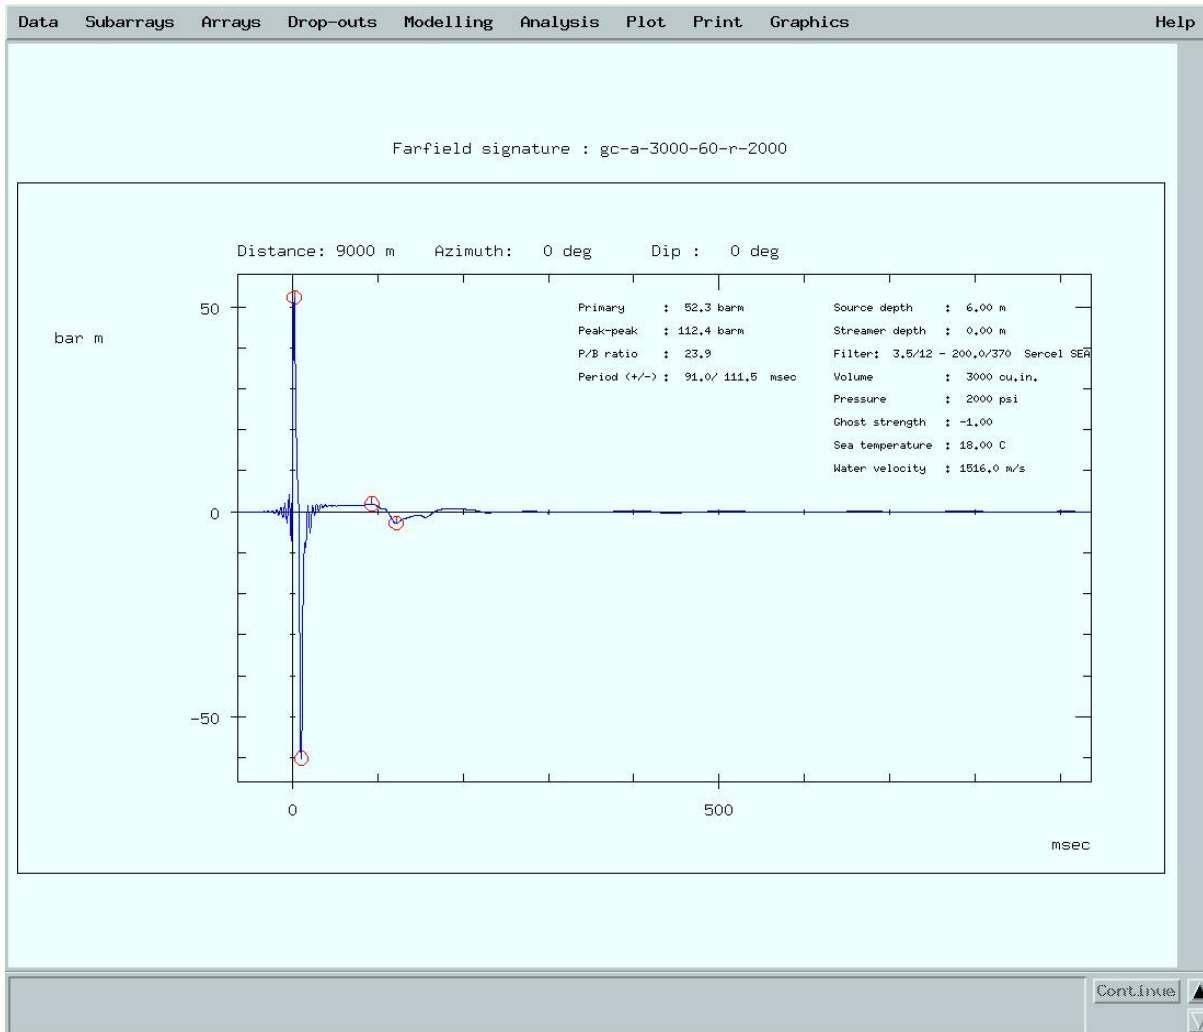 Data Subarrays Arrays Drop-outs Modelling Analysis Plot Print Graphics Help
Farfield signature : gc-a-3000-60-r-2000
Distance: 9000 m Azimuth: 0 deg Dip : 0 deg
bar m
50
0
-50
Primary : 52.3 barm
Peak-peak : 112.4 barm
P/B ratio : 23.9
Period (+/-) : 91.0/ 111.5 msec
Source depth : 6.00 m
Streamer depth : 0.00 m
Filter: 3.5/12 - 200.0/370 Sercel SEA
Volume : 3000 cu.in.
Pressure : 2000 psi
Ghost strength : -1.00
Sea temperature : 18.00 C
Water velocity : 1516.0 m/s
0 500
msec
Continue